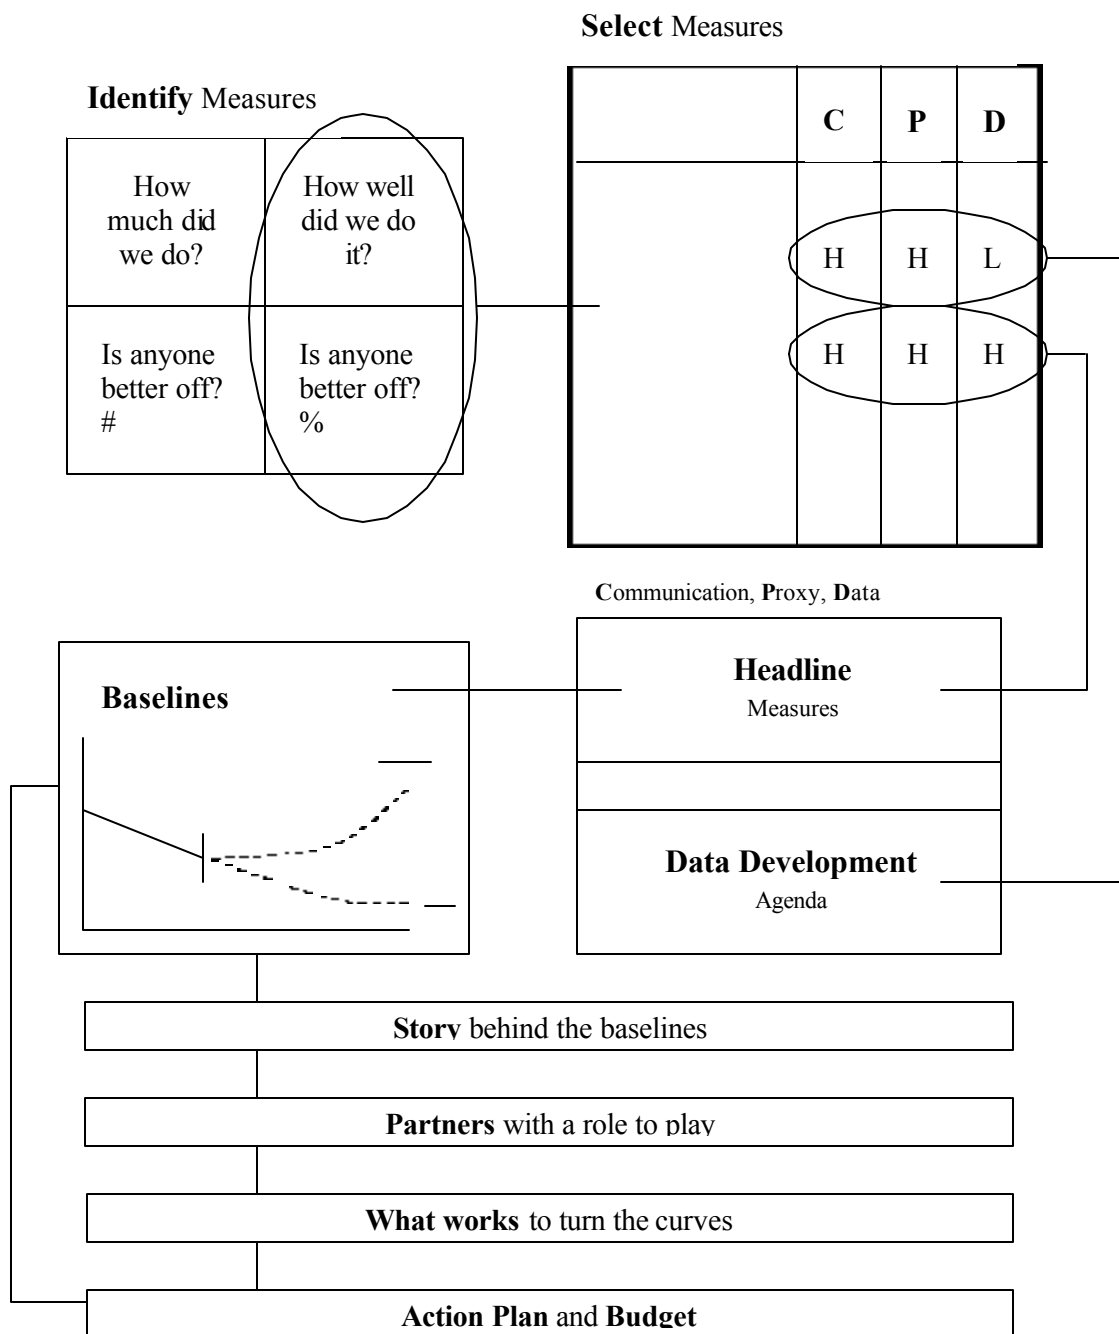 Select Measures
Identify Measures
C P D
How
much did
we do?
How well
did we do
it?
H H L
Is anyone
better off?
#
Is anyone
better off?
%
H H H
Communication, Proxy, Data
Headline
Measures
Baselines
Data Development
Agenda
Story behind the baselines
Partners with a role to play
What works to turn the curves
Action Plan and Budget